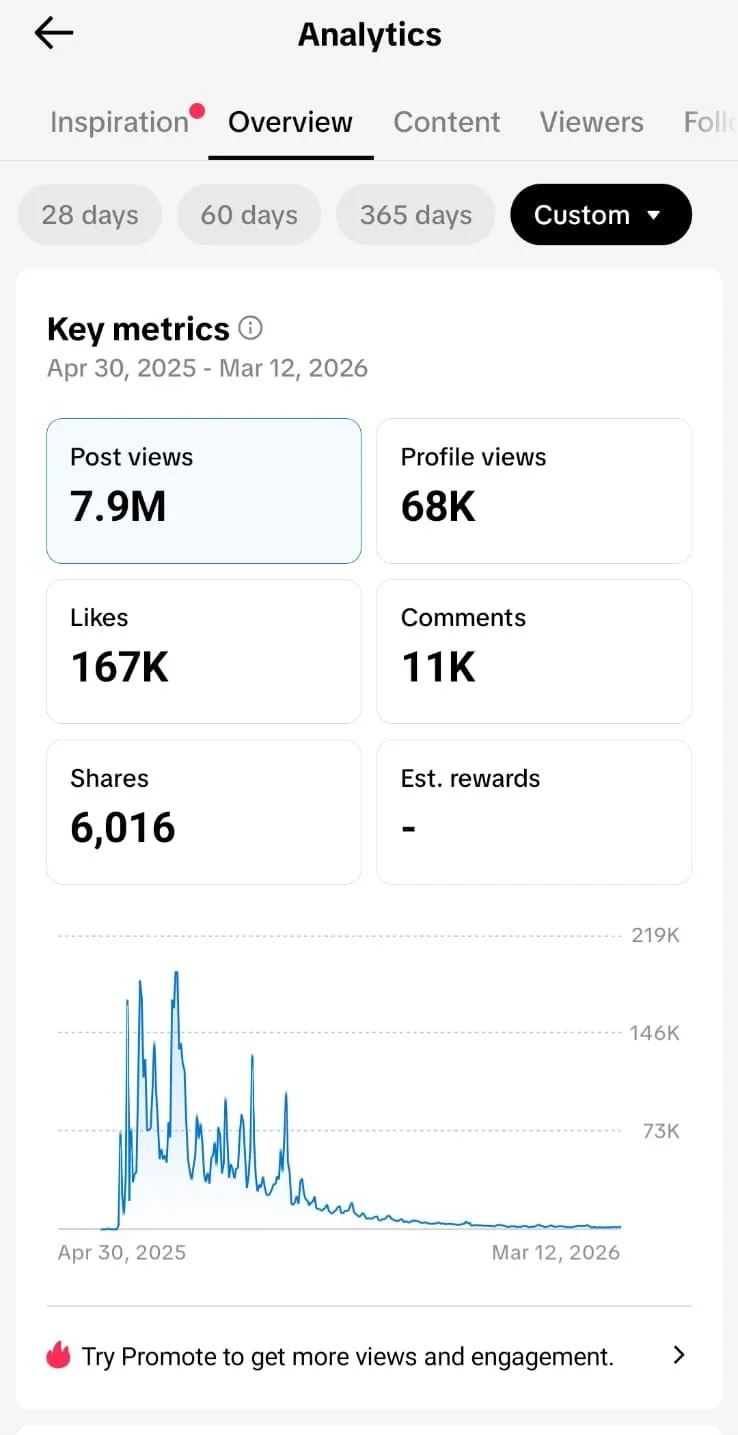 Analytics
Inspiration Overview Content Viewers Foll
28 days 60 days 365 days Custom
Key metrics
Apr 30, 2025 - Mar 12, 2026
Post views Profile views
7.9M 68K
Likes Comments
167K 11K
Shares Est. rewards
6,016 -
219K
146K
73K
Apr 30, 2025 Mar 12, 2026
Try Promote to get more views and engagement.